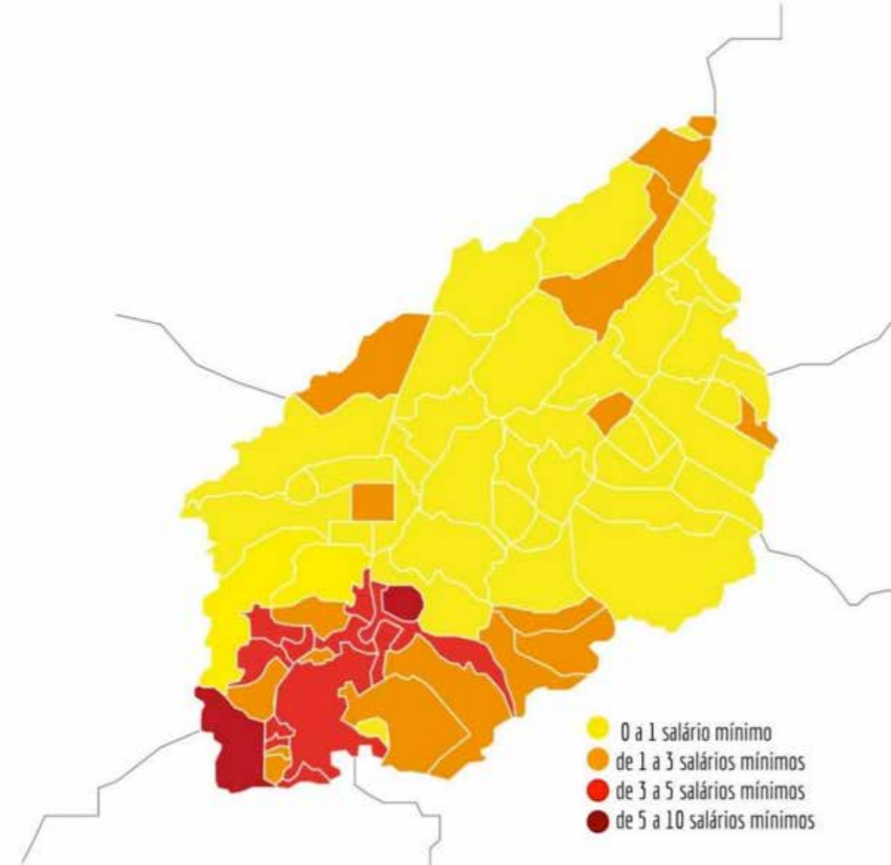 0 a 1 salário mínimo
de 1 a 3 salários mínimos
de 3 a 5 salários mínimos
de 5 a 10 salários mínimos